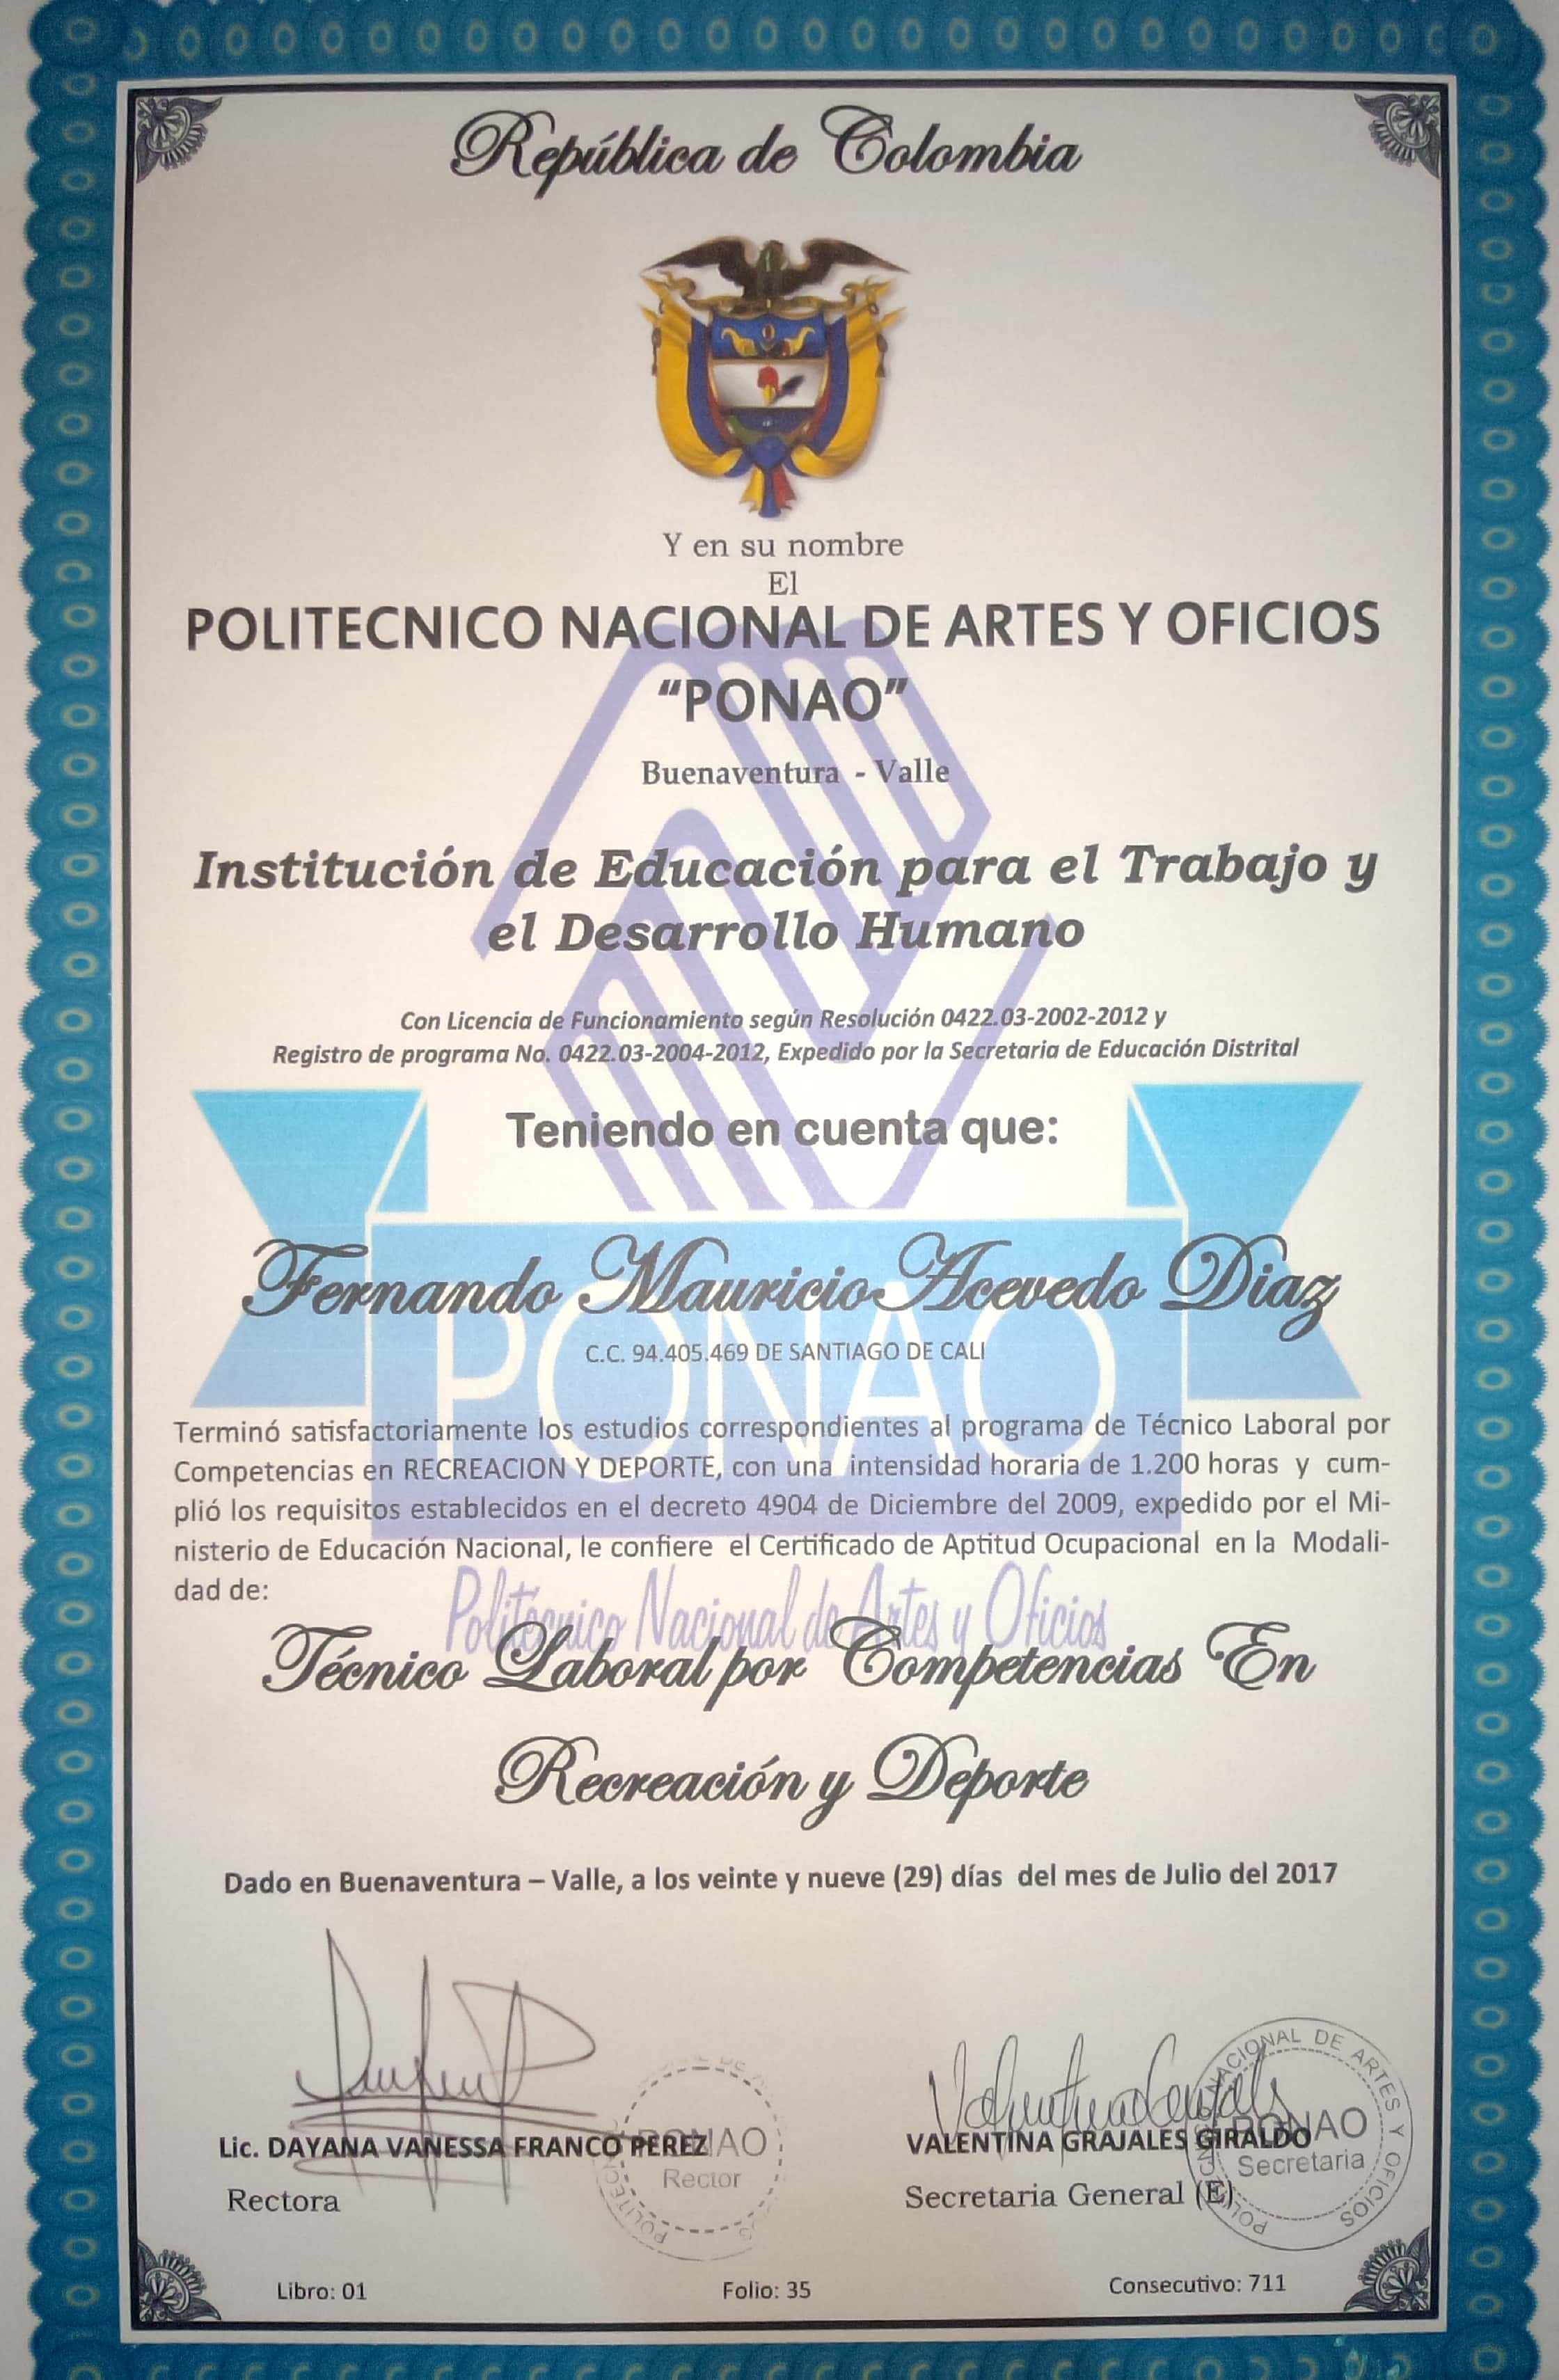 República de Colombia
Y en su nombre
El
POLITECNICO NACIONAL DE ARTES Y OFICIOS
“PONAO”
Buenaventura - Valle
Institución de Educación para el Trabajo y
el Desarrollo Humano
Con Licencia de Funcionamiento según Resolución 0422.03-2002-2012 y
Registro de programa No. 0422.03-2004-2012, Expedido por la Secretaria de Educación Distrital
Teniendo en cuenta que:
Fernando Mauricio Acevedo Diaz
PONAO
C.C. 94.405.469 DE SANTIAGO DE CALI
Terminó satisfactoriamente los estudios correspondientes al programa de Técnico Laboral por
Competencias en RECREACION Y DEPORTE, con una intensidad horaria de 1.200 horas y cum-
plió los requisitos establecidos en el decreto 4904 de Diciembre del 2009, expedido por el Mi-
nisterio de Educación Nacional, le confiere el Certificado de Aptitud Ocupacional en la Modali-
dad de:
Politécnico Nacional de Artes y Oficios
Técnico Laboral por Competencias En
Recreación y Deporte
Dado en Buenaventura – Valle, a los veinte y nueve (29) días del mes de Julio del 2017
Lic. DAYANA VANESSA FRANCO PEREZ
Rectora
PONAO
Rector
VALENTINA GRAJALES GIRALDO
Secretaria General (E)
NACIONAL DE ARTES Y OFICIOS
PONAO
Secretaria
Libro: 01
Folio: 35
Consecutivo: 711